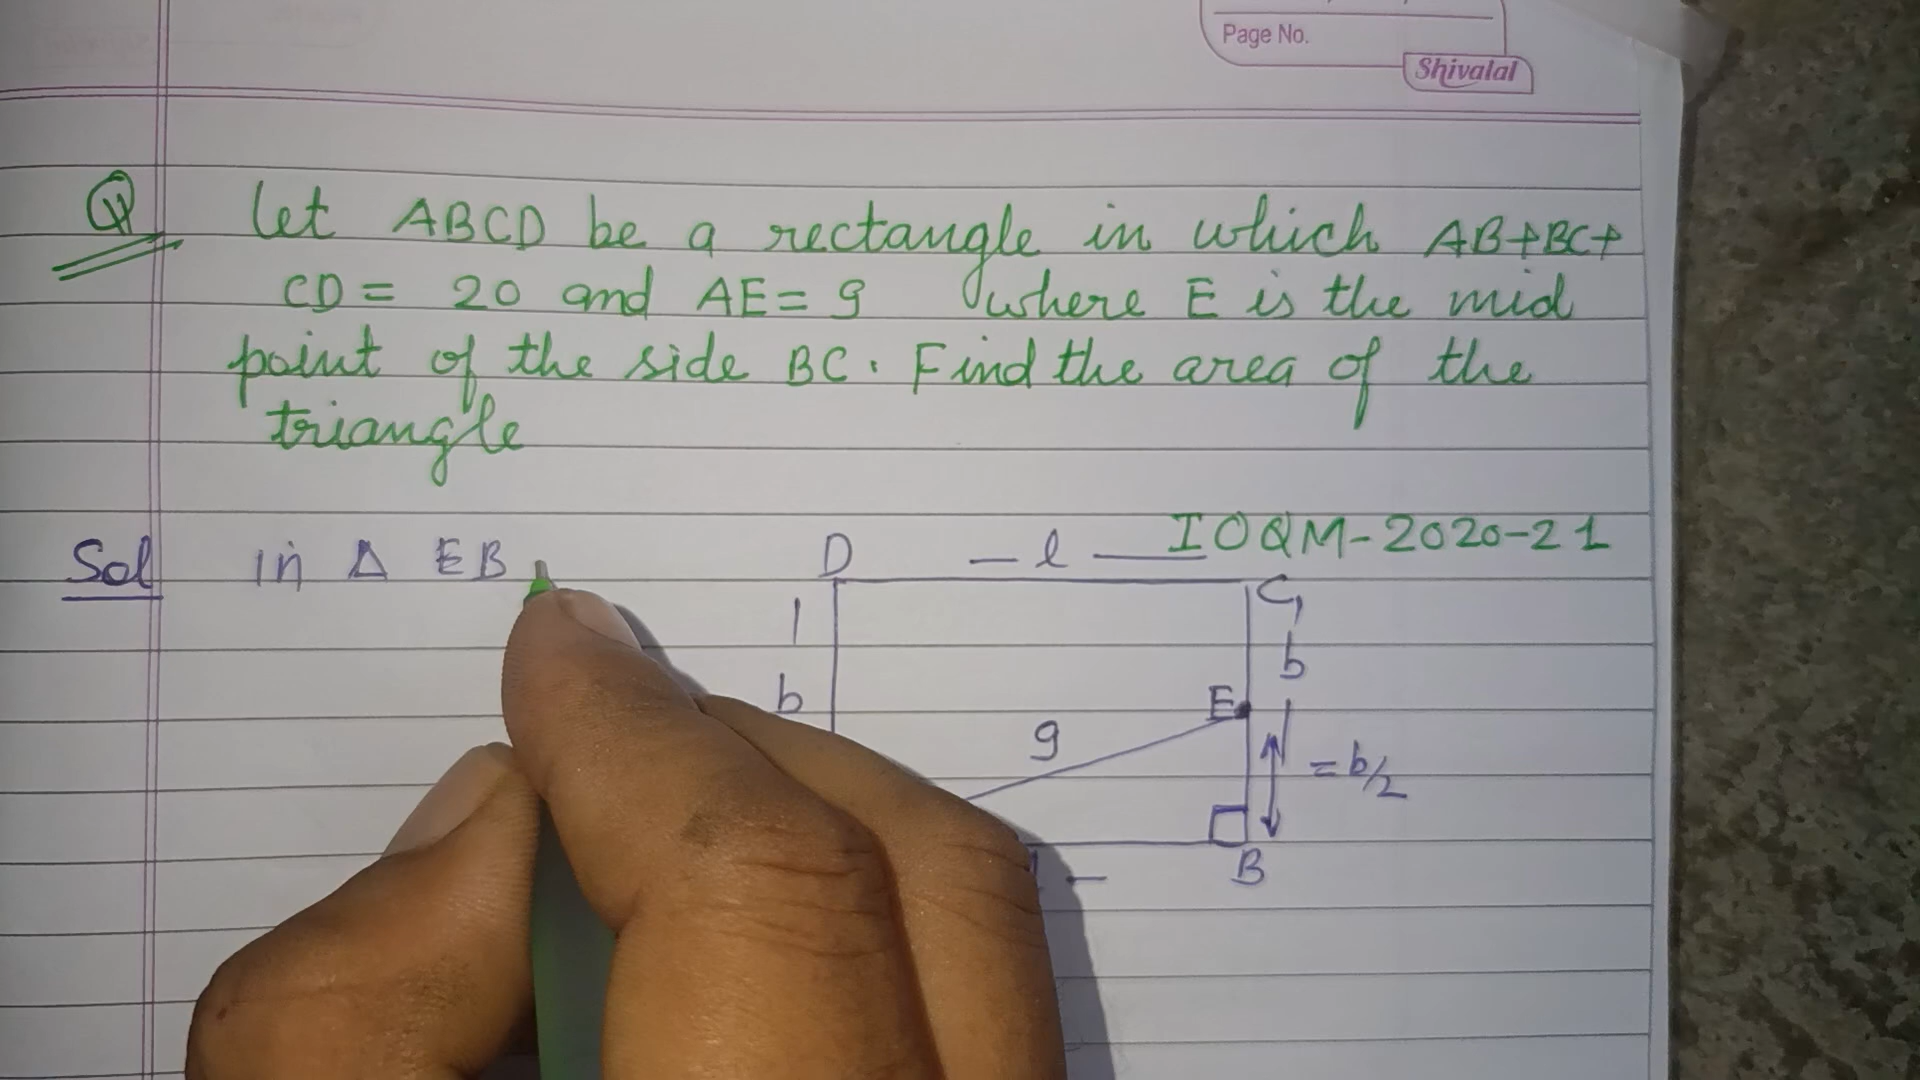 Page No.
Shivalal
Q Let ABCD be a rectangle in which AB+BC+
CD = 20 and AE = 9 where E is the mid
point of the side BC. Find the area of the
triangle
IOQM-2020-21
Sol in Δ EB
D — l — C
b
b
E
9
= b/2
B